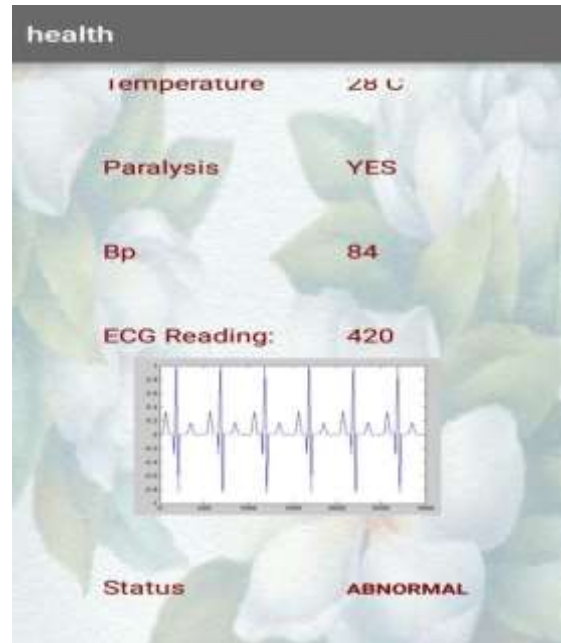 health
Temperature 28 C
Paralysis YES
Bp 84
ECG Reading: 420
Status ABNORMAL